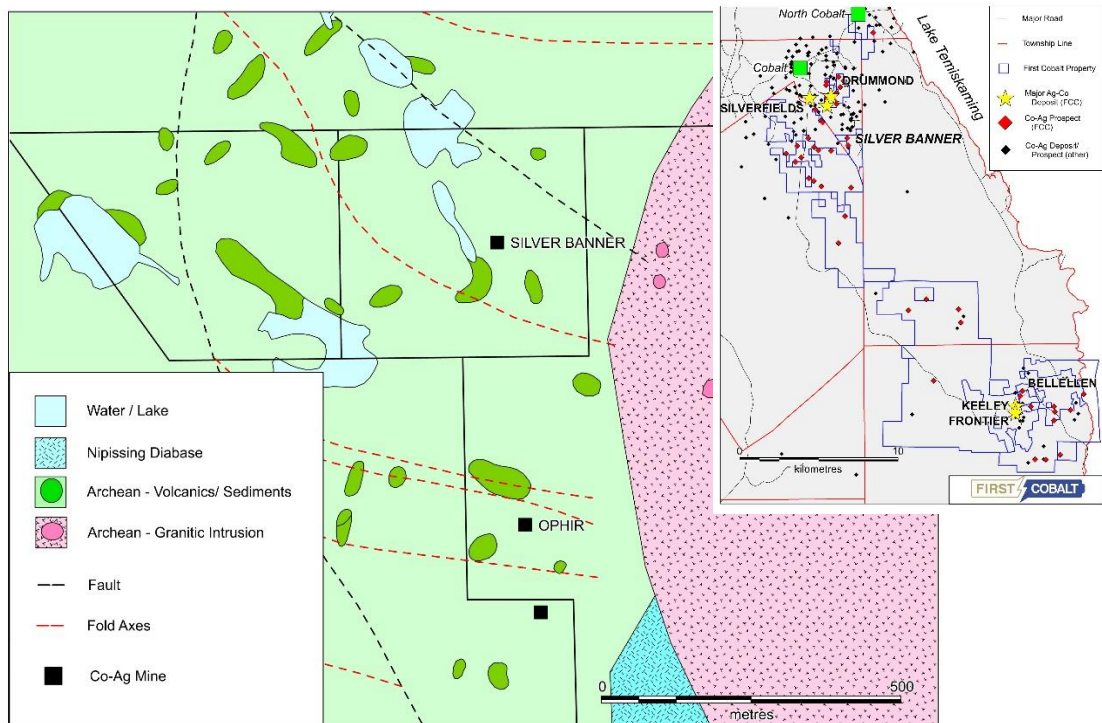 SILVER BANNER
OPHIR
Water / Lake
Nipissing Diabase
Archean - Volcanics/ Sediments
Archean - Granitic Intrusion
Fault
Fold Axes
Co-Ag Mine
0
500
metres
North Cobalt
Cobalt
Lake Temiskaming
DRUMMOND
SILVERFIELDS
SILVER BANNER
BELLELLEN
KEELEY
FRONTIER
0
10
kilometres
Major Road
Township Line
First Cobalt Property
Major Ag-Co
Deposit (FCC)
Co-Ag Prospect
(FCC)
Co-Ag Deposit/
Prospect (other)
FIRST COBALT